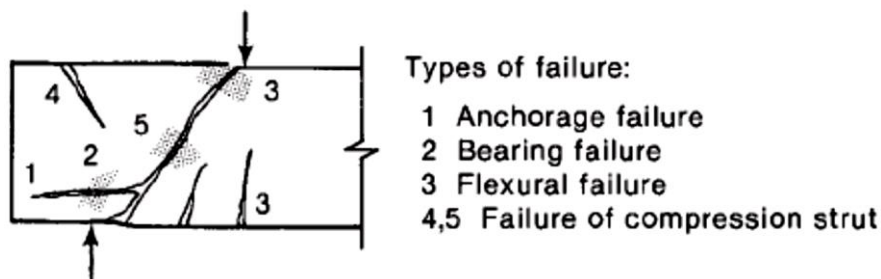 Types of failure:
1 Anchorage failure
2 Bearing failure
3 Flexural failure
4,5 Failure of compression strut
4
3
5
2
1
3